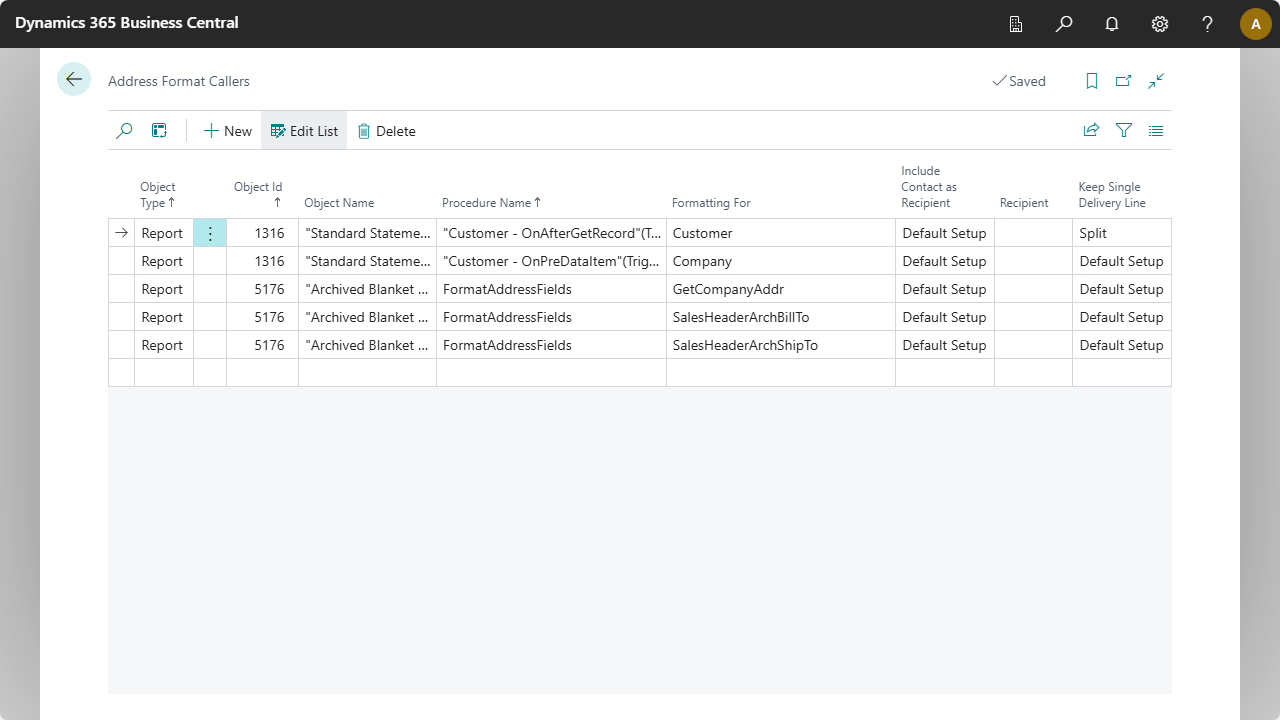 Dynamics 365 Business Central
A
Address Format Callers
Saved
New
Edit List
Delete
Object Type ↑
Object Id ↑
Object Name
Procedure Name ↑
Formatting For
Include Contact as Recipient
Recipient
Keep Single Delivery Line
Report 1316 "Standard Stateme... "Customer - OnAfterGetRecord"(T... Customer Default Setup Split
Report 1316 "Standard Stateme... "Customer - OnPreDataItem"(Trig... Company Default Setup Default Setup
Report 5176 "Archived Blanket ... FormatAddressFields GetCompanyAddr Default Setup Default Setup
Report 5176 "Archived Blanket ... FormatAddressFields SalesHeaderArchBillTo Default Setup Default Setup
Report 5176 "Archived Blanket ... FormatAddressFields SalesHeaderArchShipTo Default Setup Default Setup